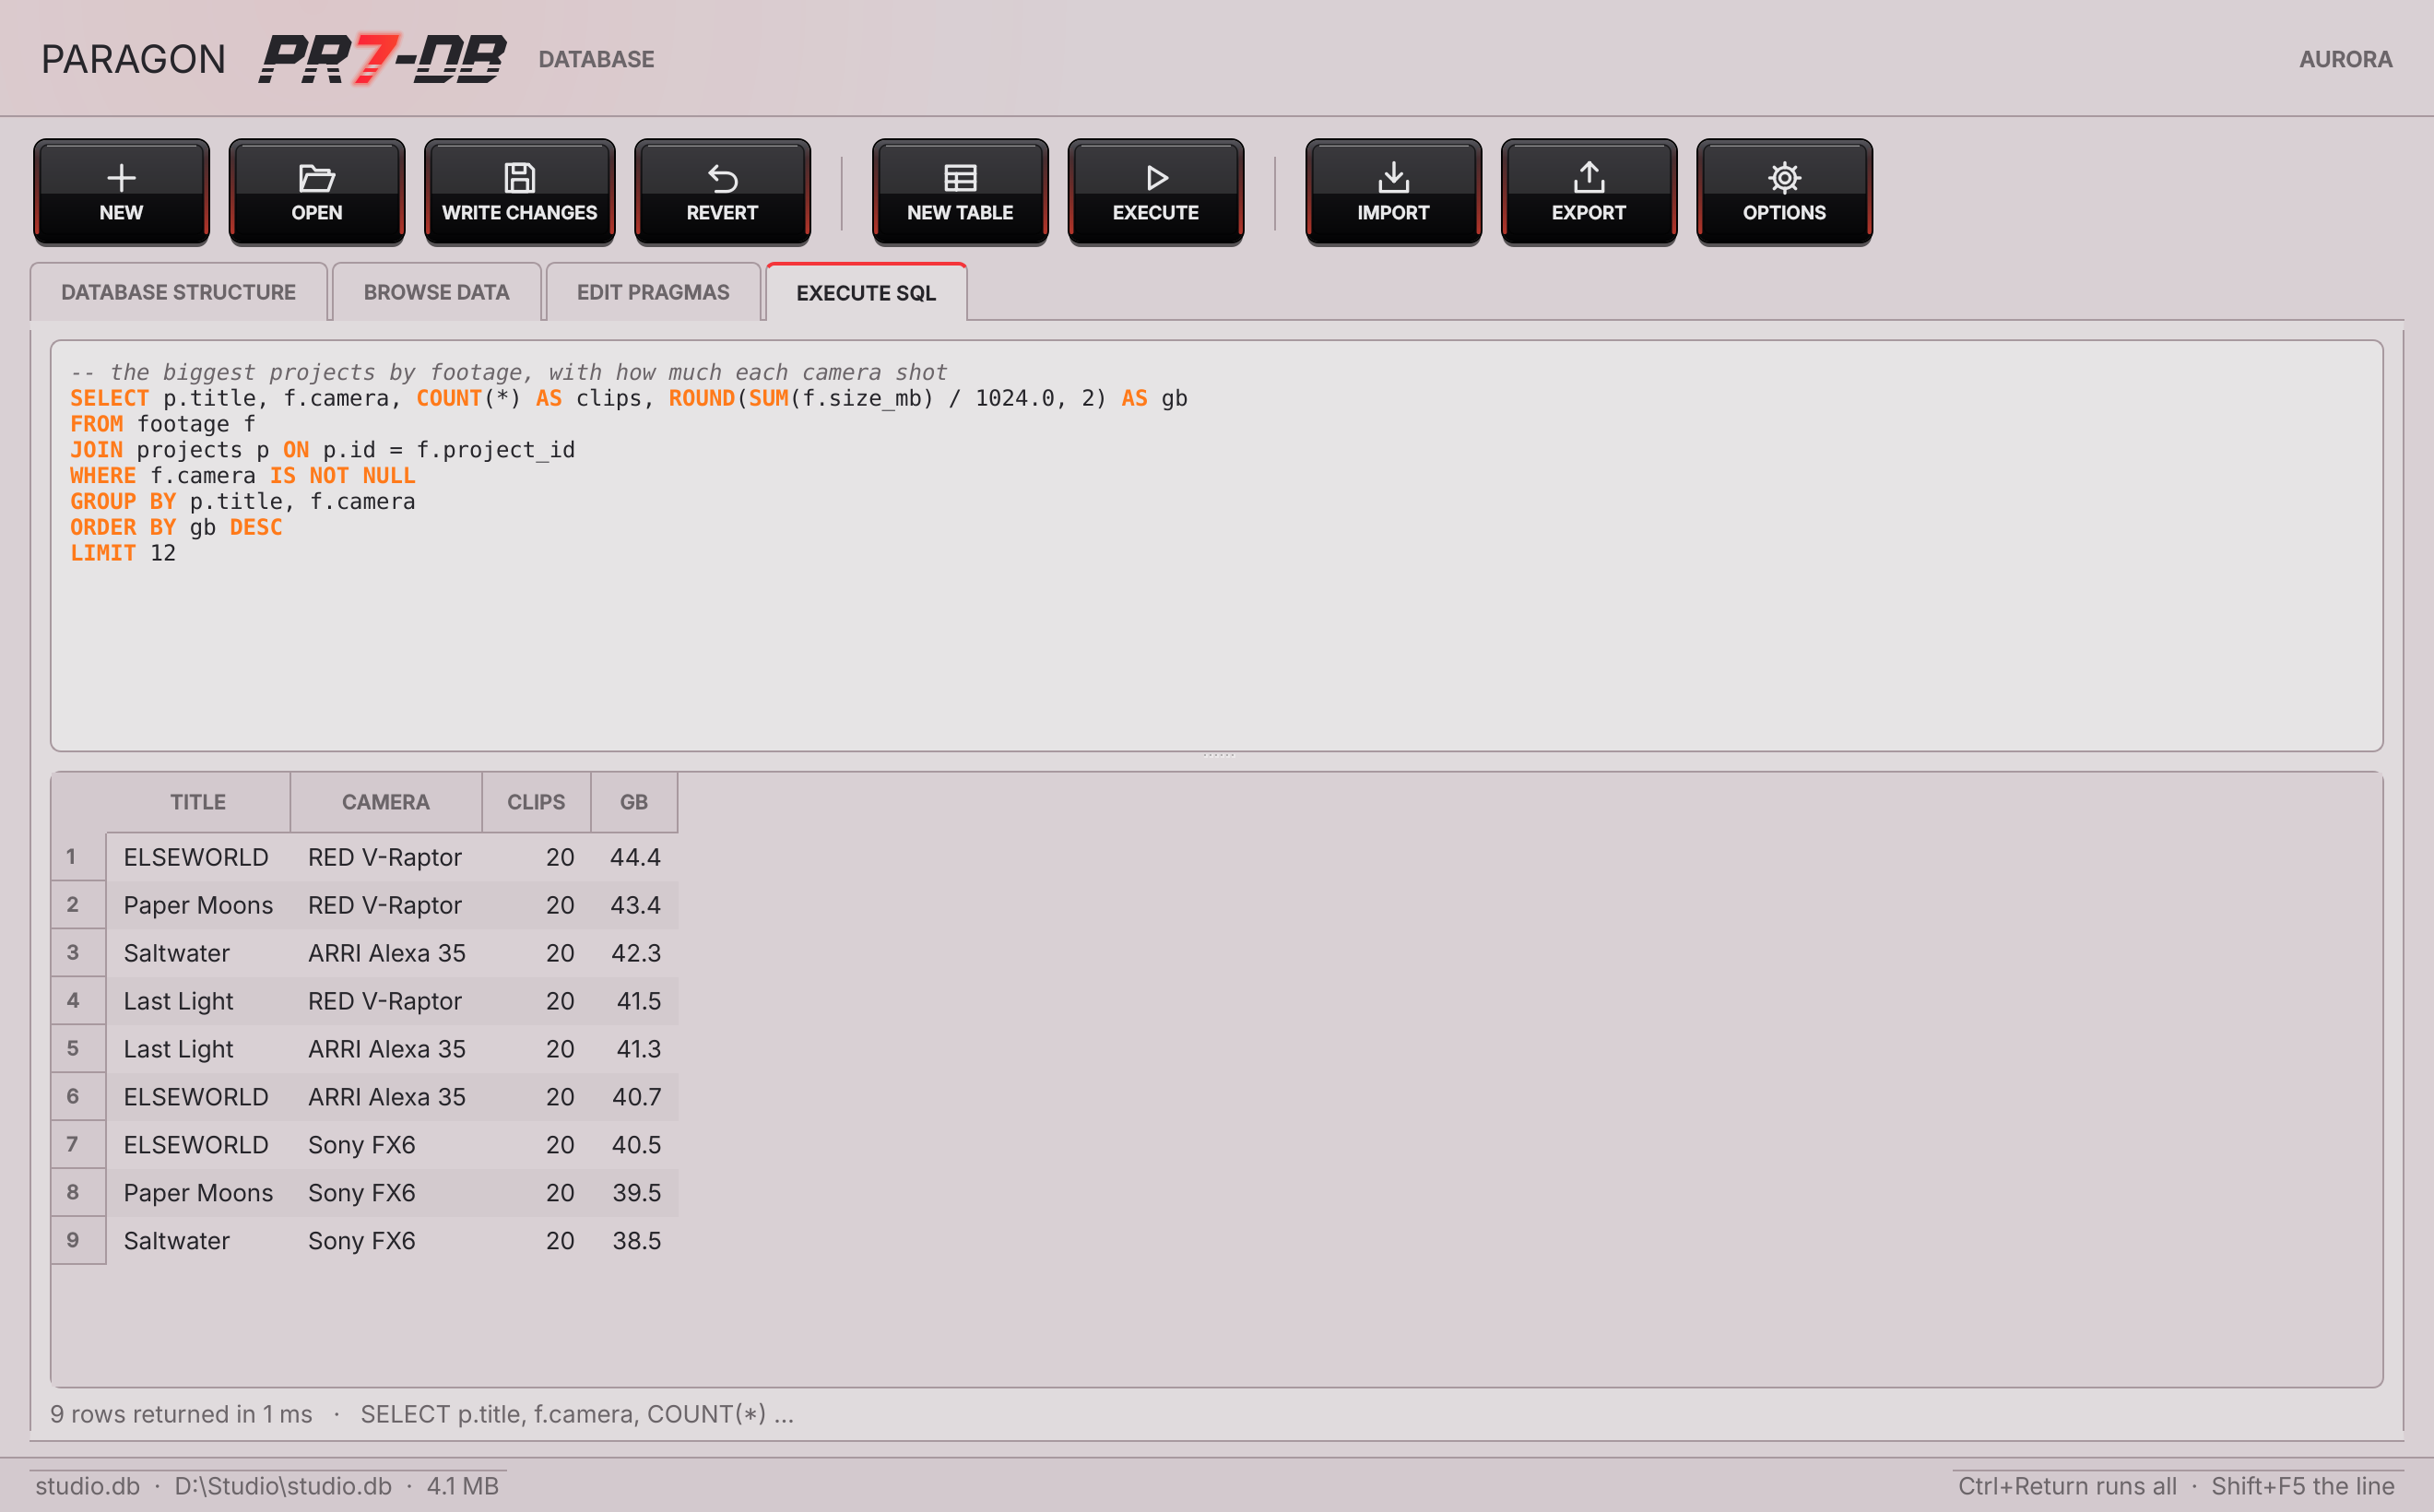 PARAGON PR7-DB DATABASE AURORA
NEW OPEN WRITE CHANGES REVERT NEW TABLE EXECUTE IMPORT EXPORT OPTIONS
DATABASE STRUCTURE BROWSE DATA EDIT PRAGMAS EXECUTE SQL
-- the biggest projects by footage, with how much each camera shot
SELECT p.title, f.camera, COUNT(*) AS clips, ROUND(SUM(f.size_mb) / 1024.0, 2) AS gb
FROM footage f
JOIN projects p ON p.id = f.project_id
WHERE f.camera IS NOT NULL
GROUP BY p.title, f.camera
ORDER BY gb DESC
LIMIT 12
TITLE CAMERA CLIPS GB
1 ELSEWORLD RED V-Raptor 20 44.4
2 Paper Moons RED V-Raptor 20 43.4
3 Saltwater ARRI Alexa 35 20 42.3
4 Last Light RED V-Raptor 20 41.5
5 Last Light ARRI Alexa 35 20 41.3
6 ELSEWORLD ARRI Alexa 35 20 40.7
7 ELSEWORLD Sony FX6 20 40.5
8 Paper Moons Sony FX6 20 39.5
9 Saltwater Sony FX6 20 38.5
9 rows returned in 1 ms · SELECT p.title, f.camera, COUNT(*) ...
studio.db · D:\Studio\studio.db · 4.1 MB Ctrl+Return runs all · Shift+F5 the line